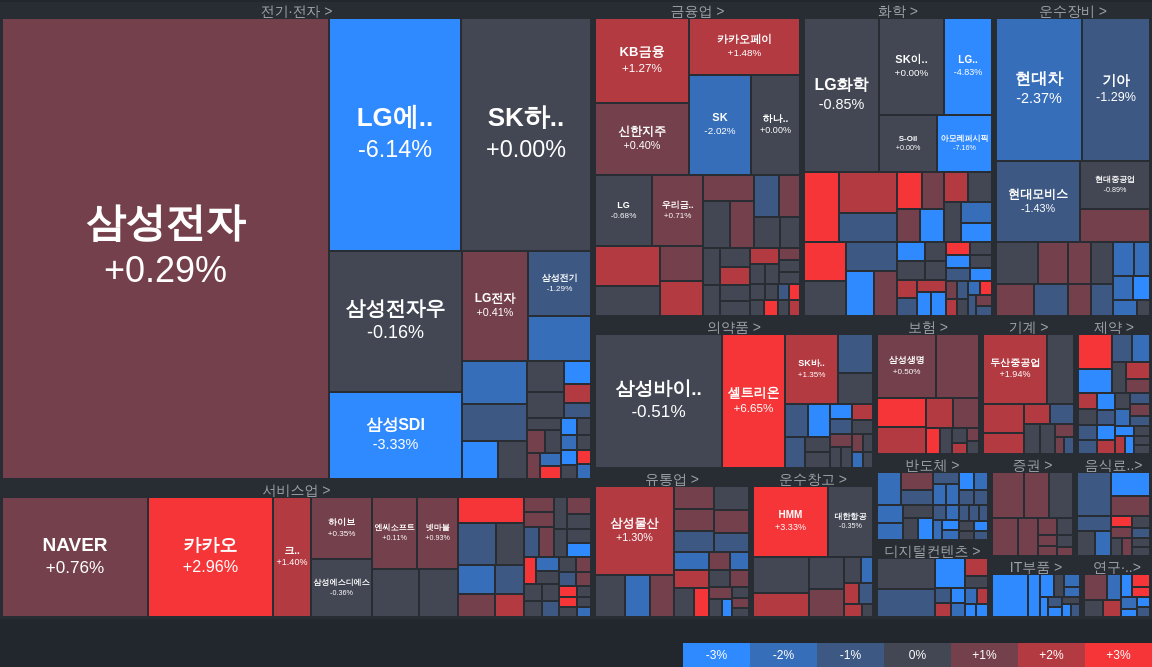 전기·전자 >
삼성전자
+0.29%
LG에..
-6.14%
SK하..
+0.00%
삼성전자우
-0.16%
삼성SDI
-3.33%
LG전자
+0.41%
삼성전기
-1.29%
금융업 >
KB금융
+1.27%
카카오페이
+1.48%
신한지주
+0.40%
SK
-2.02%
하나..
+0.00%
LG
-0.68%
우리금..
+0.71%
화학 >
LG화학
-0.85%
SK이..
+0.00%
LG..
-4.83%
S-Oil
+0.00%
아모레퍼시픽
-7.16%
운수장비 >
현대차
-2.37%
기아
-1.29%
현대모비스
-1.43%
현대중공업
-0.89%
의약품 >
삼성바이..
-0.51%
셀트리온
+6.65%
SK바..
+1.35%
보험 >
삼성생명
+0.50%
기계 >
두산중공업
+1.94%
제약 >
서비스업 >
NAVER
+0.76%
카카오
+2.96%
크..
+1.40%
하이브
+0.35%
삼성에스디에스
-0.36%
엔씨소프트
+0.11%
넷마블
+0.93%
유통업 >
삼성물산
+1.30%
운수창고 >
HMM
+3.33%
대한항공
-0.35%
반도체 >
증권 >
음식료..>
디지털컨텐츠 >
IT부품 >
연구·..>
-3%
-2%
-1%
0%
+1%
+2%
+3%